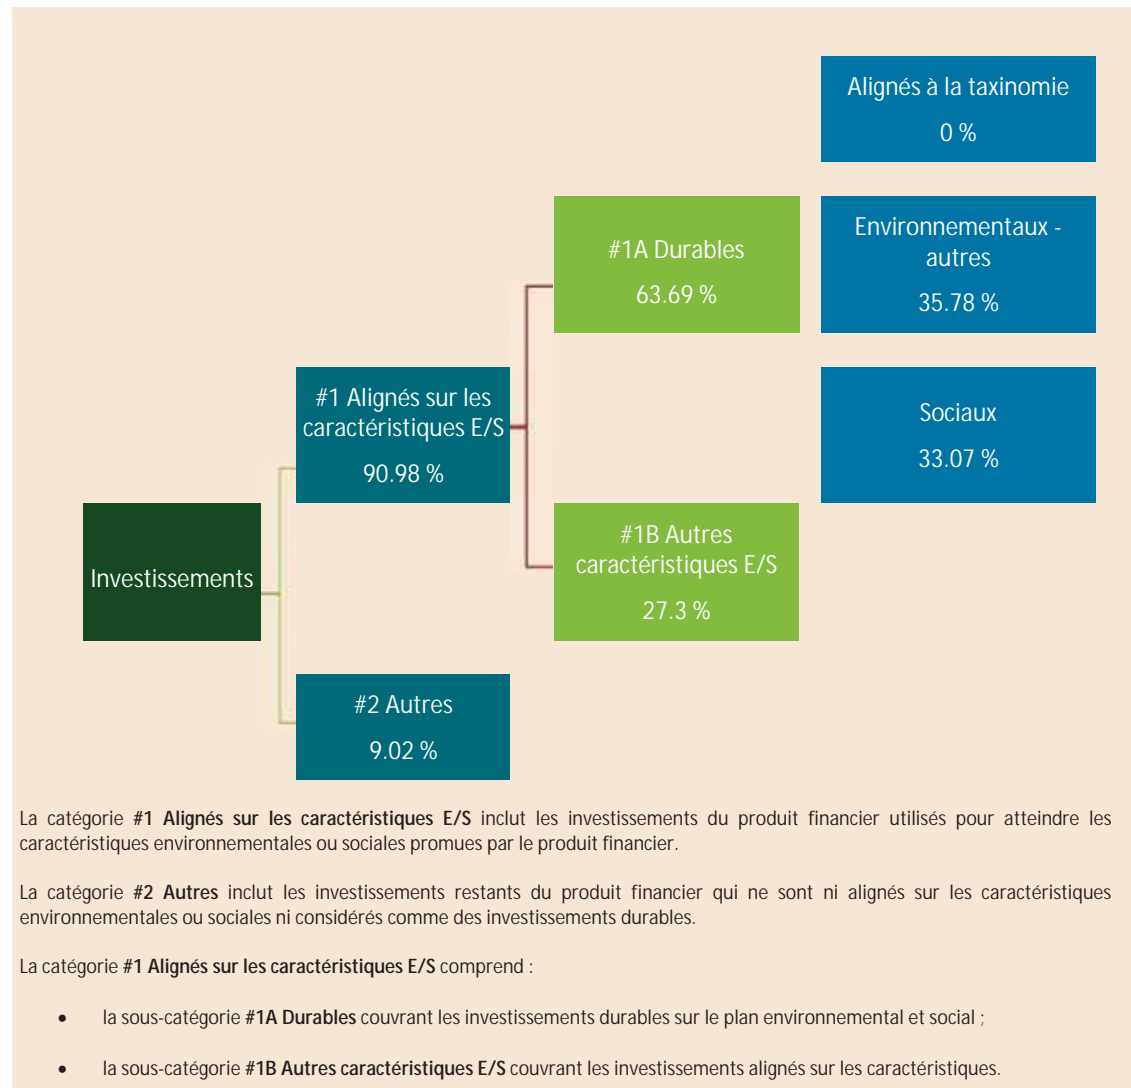 Alignés à la taxinomie
0 %
#1A Durables
63.69 %
Environnementaux -
autres
35.78 %
#1 Alignés sur les
caractéristiques E/S
90.98 %
Sociaux
33.07 %
Investissements
#1B Autres
caractéristiques E/S
27.3 %
#2 Autres
9.02 %
La catégorie #1 Alignés sur les caractéristiques E/S inclut les investissements du produit financier utilisés pour atteindre les
caractéristiques environnementales ou sociales promues par le produit financier.
La catégorie #2 Autres inclut les investissements restants du produit financier qui ne sont ni alignés sur les caractéristiques
environnementales ou sociales ni considérés comme des investissements durables.
La catégorie #1 Alignés sur les caractéristiques E/S comprend :
• la sous-catégorie #1A Durables couvrant les investissements durables sur le plan environnemental et social ;
• la sous-catégorie #1B Autres caractéristiques E/S couvrant les investissements alignés sur les caractéristiques.